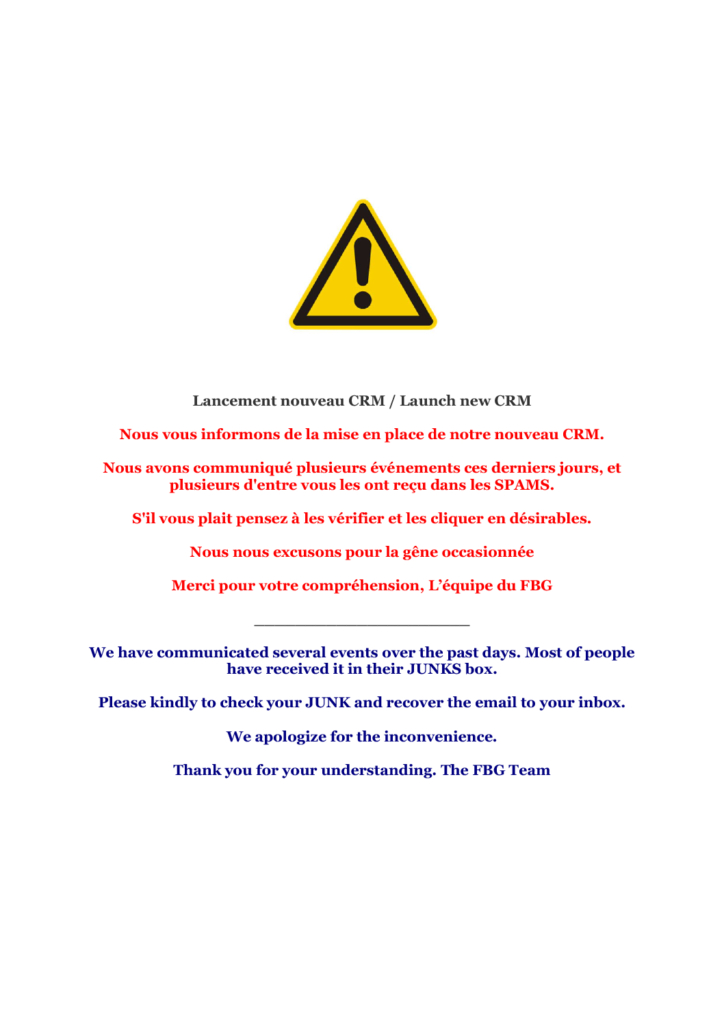 Lancement nouveau CRM / Launch new CRM
Nous vous informons de la mise en place de notre nouveau CRM.
Nous avons communiqué plusieurs événements ces derniers jours, et
plusieurs d'entre vous les ont reçu dans les SPAMS.
S'il vous plait pensez à les vérifier et les cliquer en désirables.
Nous nous excusons pour la gêne occasionnée
Merci pour votre compréhension, L’équipe du FBG
________________________
We have communicated several events over the past days. Most of people
have received it in their JUNKS box.
Please kindly to check your JUNK and recover the email to your inbox.
We apologize for the inconvenience.
Thank you for your understanding. The FBG Team